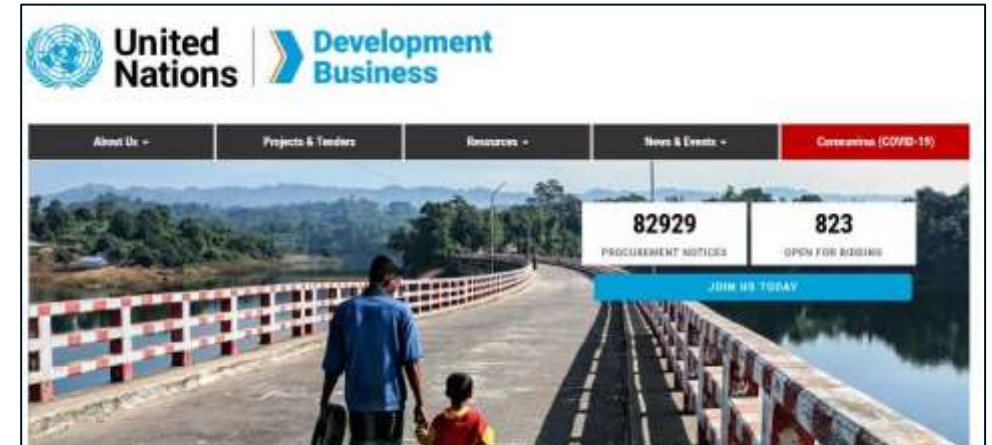 United
Nations
Development
Business
About Us
Projects & Tenders
Resources
News & Events
Coronavirus (COVID-19)
82929
PROCUREMENT NOTICES
823
OPEN FOR BIDDING
JOIN US TODAY